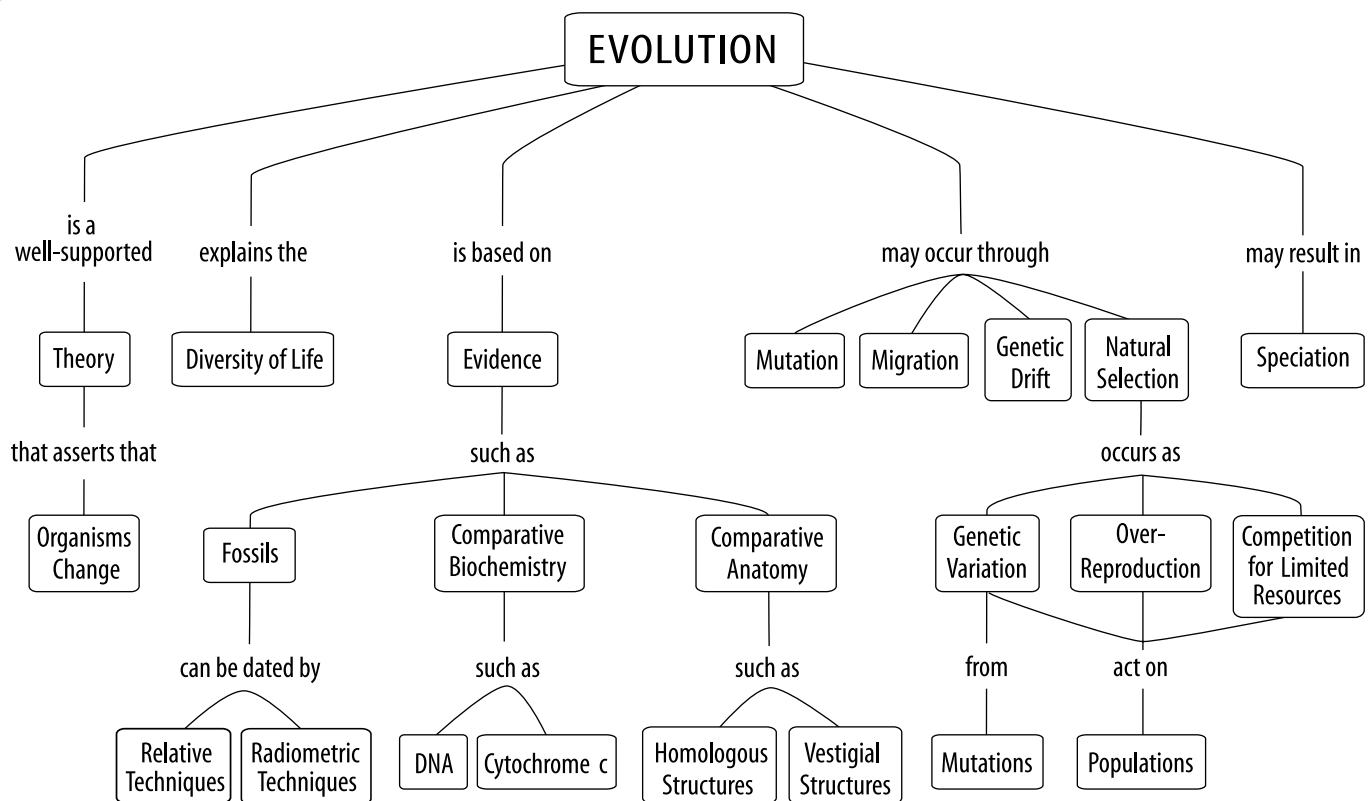 EVOLUTION
is a
well-supported
explains the
is based on
may occur through
may result in
Theory
Diversity of Life
Evidence
Mutation
Migration
Genetic
Drift
Natural
Selection
Speciation
that asserts that
such as
occurs as
Organisms
Change
Fossils
Comparative
Biochemistry
Comparative
Anatomy
Genetic
Variation
Over-
Reproduction
Competition
for Limited
Resources
can be dated by
such as
such as
from
act on
Relative
Techniques
Radiometric
Techniques
DNA
Cytochrome c
Homologous
Structures
Vestigial
Structures
Mutations
Populations